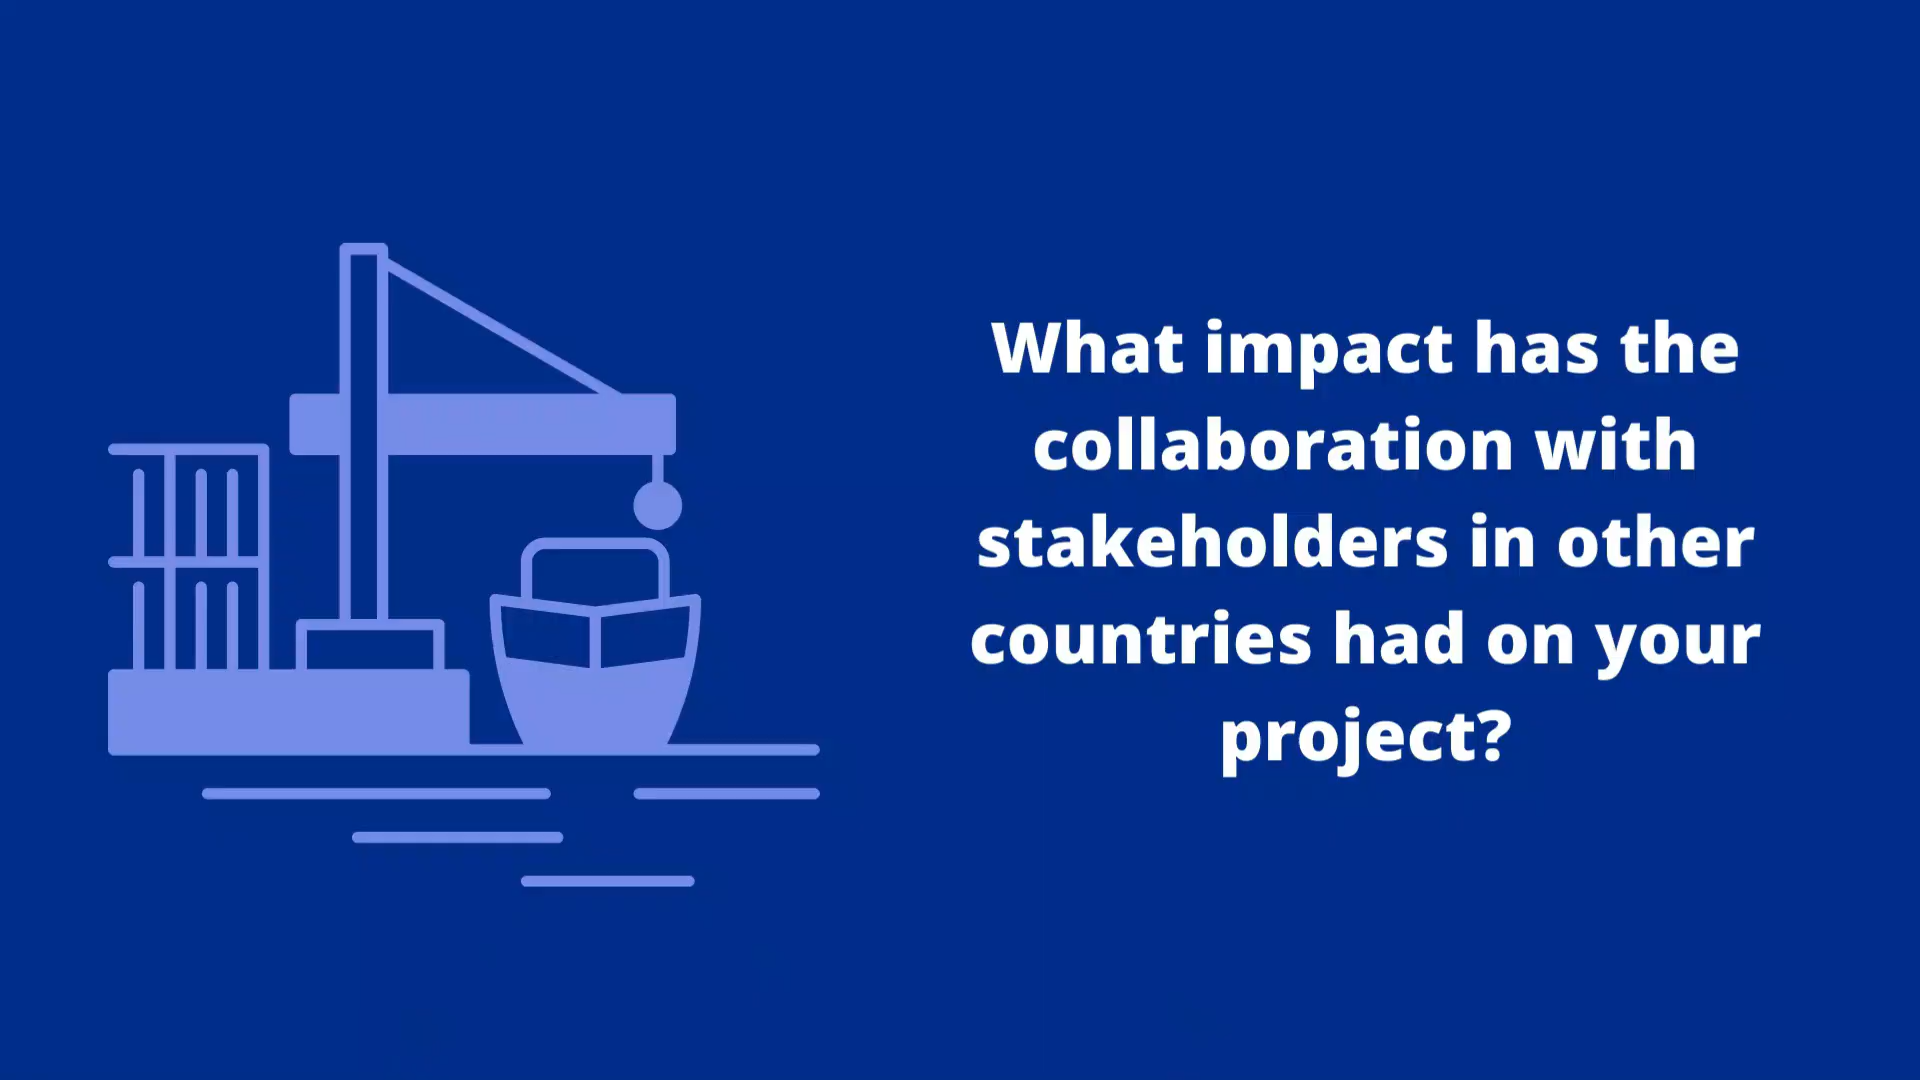 What impact has the
collaboration with
stakeholders in other
countries had on your
project?